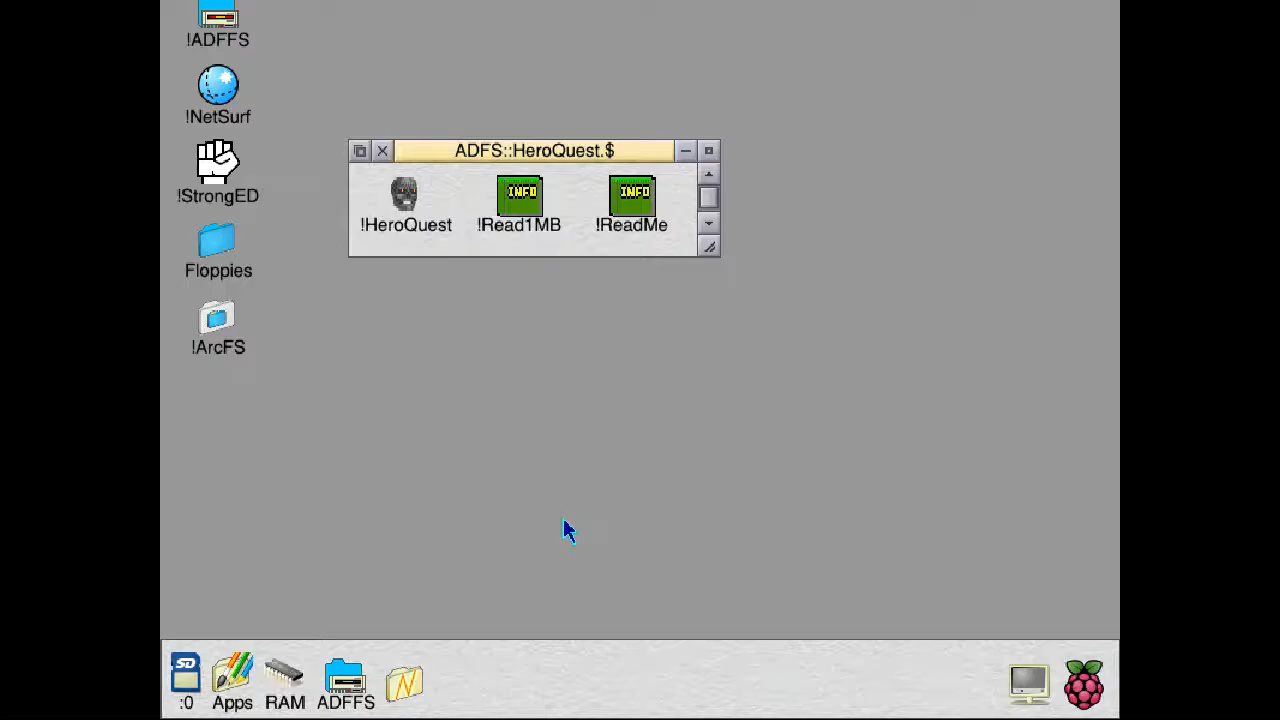 !ADFFS
!NetSurf
!StrongED
Floppies
!ArcFS
ADFS::HeroQuest.$
INFO
INFO
!HeroQuest
!Read1MB
!ReadMe
SD
:0
Apps
RAM
ADFFS